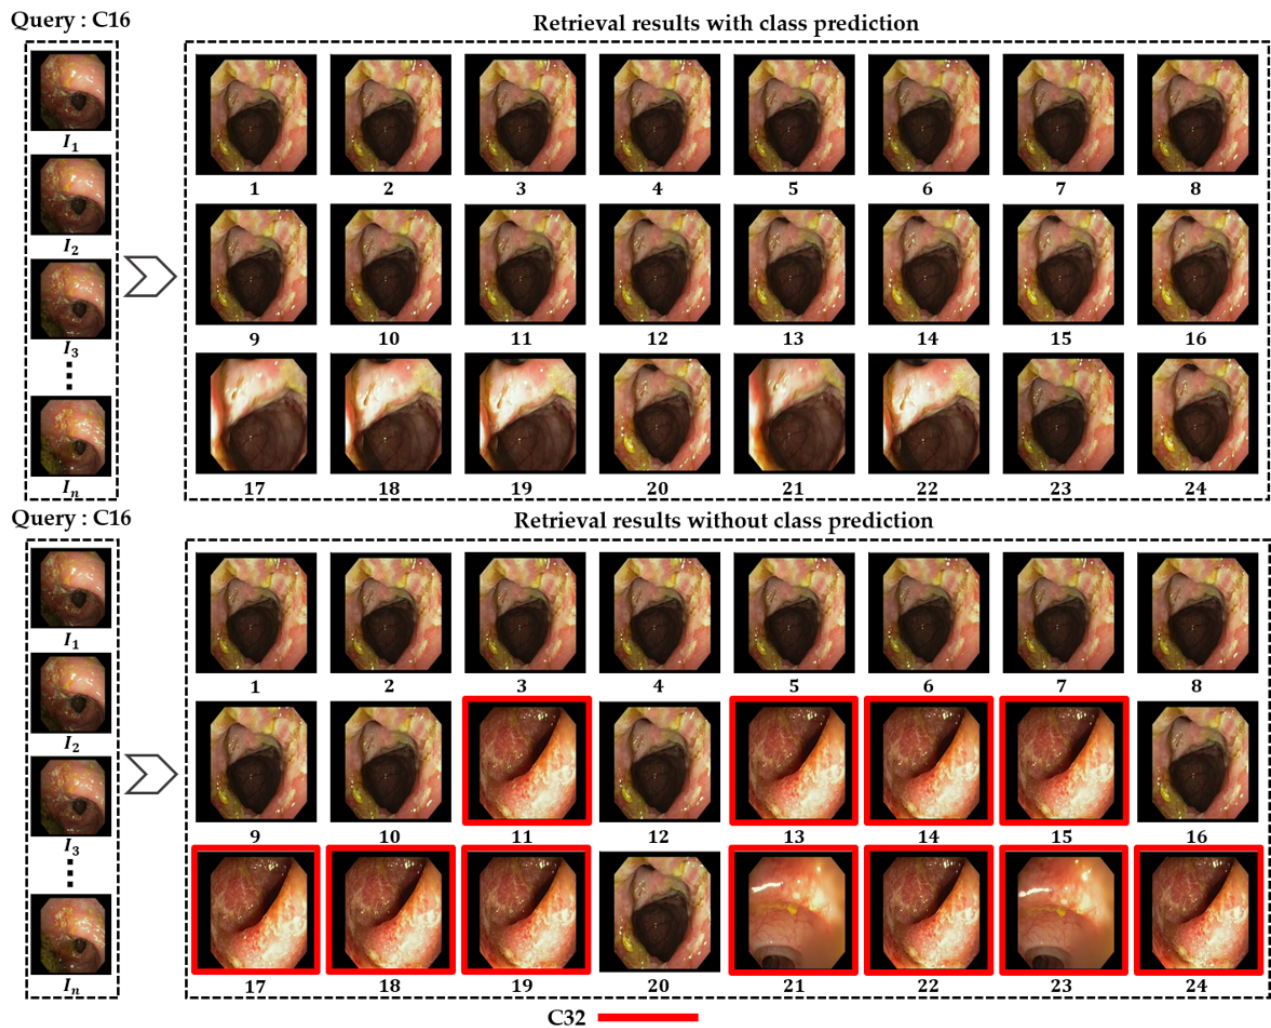 Query : C16
Retrieval results with class prediction
I1
1 2 3 4 5 6 7 8
I2
9 10 11 12 13 14 15 16
I3
In
17 18 19 20 21 22 23 24
Query : C16
Retrieval results without class prediction
I1
1 2 3 4 5 6 7 8
I2
9 10 11 12 13 14 15 16
I3
In
17 18 19 20 21 22 23 24
C32